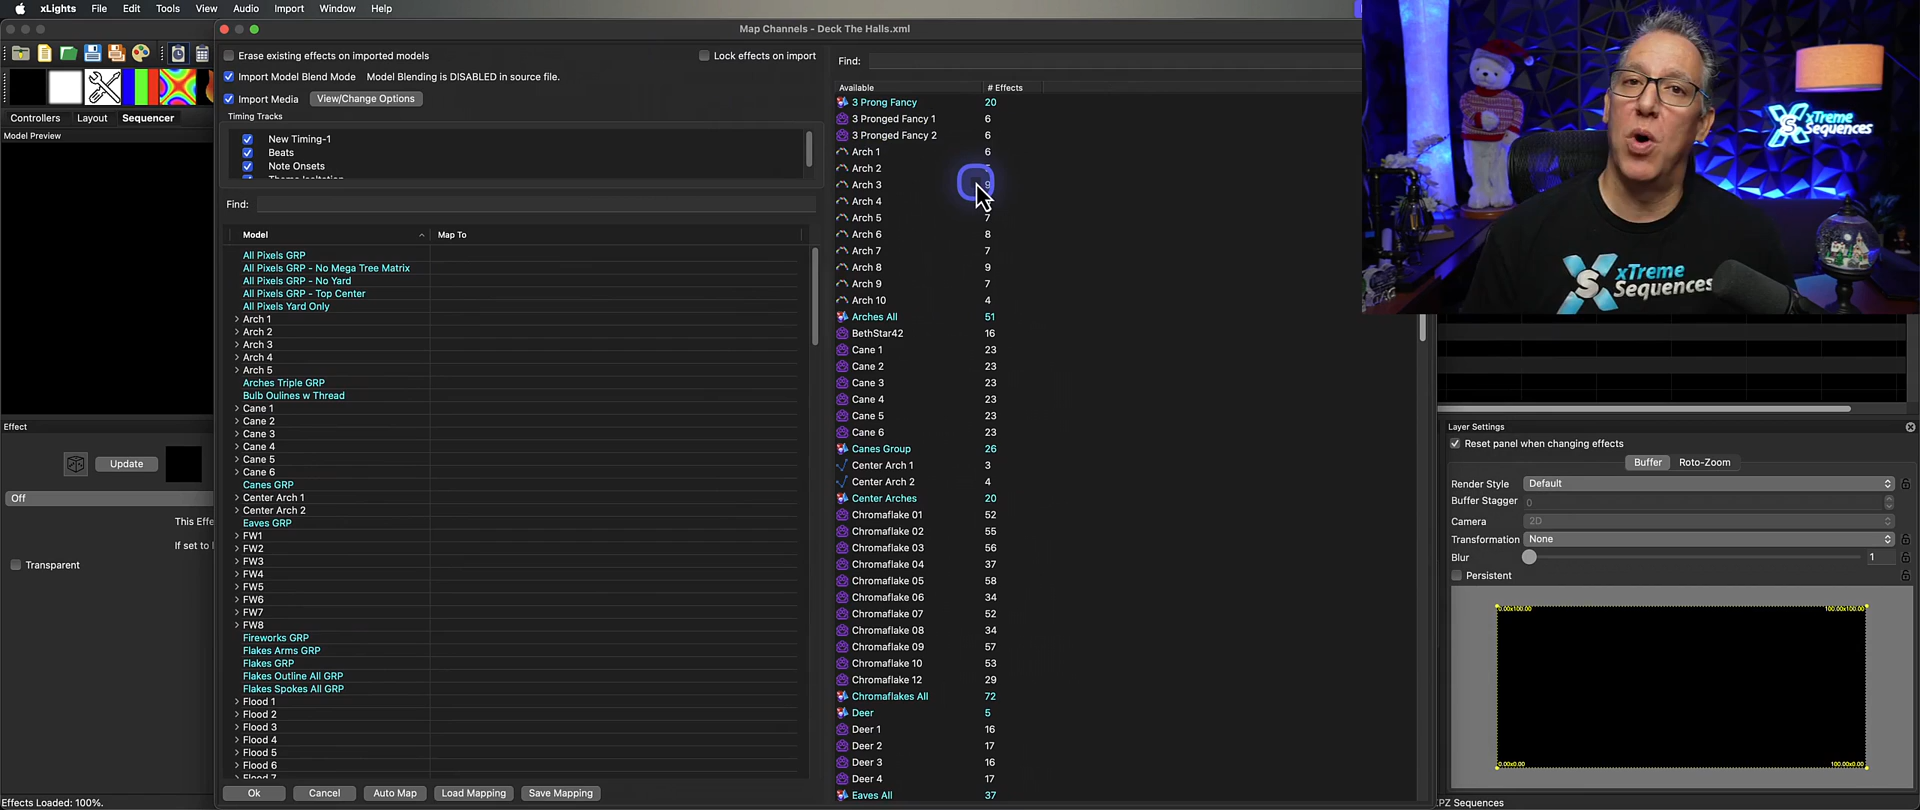 xLights File Edit Tools View Audio Import Window Help
Map Channels - Deck The Halls.xml
Erase existing effects on imported models
Lock effects on import
Import Model Blend Mode Model Blending is DISABLED in source file.
Import Media View/Change Options
Timing Tracks
New Timing-1
Beats
Note Onsets
Find:
Model Map To
All Pixels GRP
All Pixels GRP - No Mega Tree Matrix
All Pixels GRP - No Yard
All Pixels GRP - Top Center
All Pixels Yard Only
Arch 1
Arch 2
Arch 3
Arch 4
Arch 5
Arches Triple GRP
Bulb Oulines w Thread
Cane 1
Cane 2
Cane 3
Cane 4
Cane 5
Cane 6
Canes GRP
Center Arch 1
Center Arch 2
Eaves GRP
FW1
FW2
FW3
FW4
FW5
FW6
FW7
FW8
Fireworks GRP
Flakes Arms GRP
Flakes GRP
Flakes Outline All GRP
Flakes Spokes All GRP
Flood 1
Flood 2
Flood 3
Flood 4
Flood 5
Flood 6
Flood 7
Ok Cancel Auto Map Load Mapping Save Mapping
Find:
Available # Effects
3 Prong Fancy 20
3 Pronged Fancy 1 6
3 Pronged Fancy 2 6
Arch 1 6
Arch 2
Arch 3 9
Arch 4
Arch 5 7
Arch 6 8
Arch 7 7
Arch 8 9
Arch 9 7
Arch 10 4
Arches All 51
BethStar42 16
Cane 1 23
Cane 2 23
Cane 3 23
Cane 4 23
Cane 5 23
Cane 6 23
Canes Group 26
Center Arch 1 3
Center Arch 2 4
Center Arches 20
Chromaflake 01 52
Chromaflake 02 55
Chromaflake 03 56
Chromaflake 04 37
Chromaflake 05 58
Chromaflake 06 34
Chromaflake 07 52
Chromaflake 08 34
Chromaflake 09 57
Chromaflake 10 53
Chromaflake 12 29
Chromaflakes All 72
Deer 5
Deer 1 16
Deer 2 17
Deer 3 16
Deer 4 17
Eaves All 37
Controllers Layout Sequencer
Model Preview
Effect
Update
Off
This Effe
If set to
Transparent
Effects Loaded: 100%.
xTreme
Sequences
xTreme
Sequences
Layer Settings
Reset panel when changing effects
Buffer Roto-Zoom
Render Style Default
Buffer Stagger 0
Camera 2D
Transformation None
Blur 1
Persistent
0.00x100.00 100.00x100.00
0.00x0.00 100.00x0.00
PZ Sequences